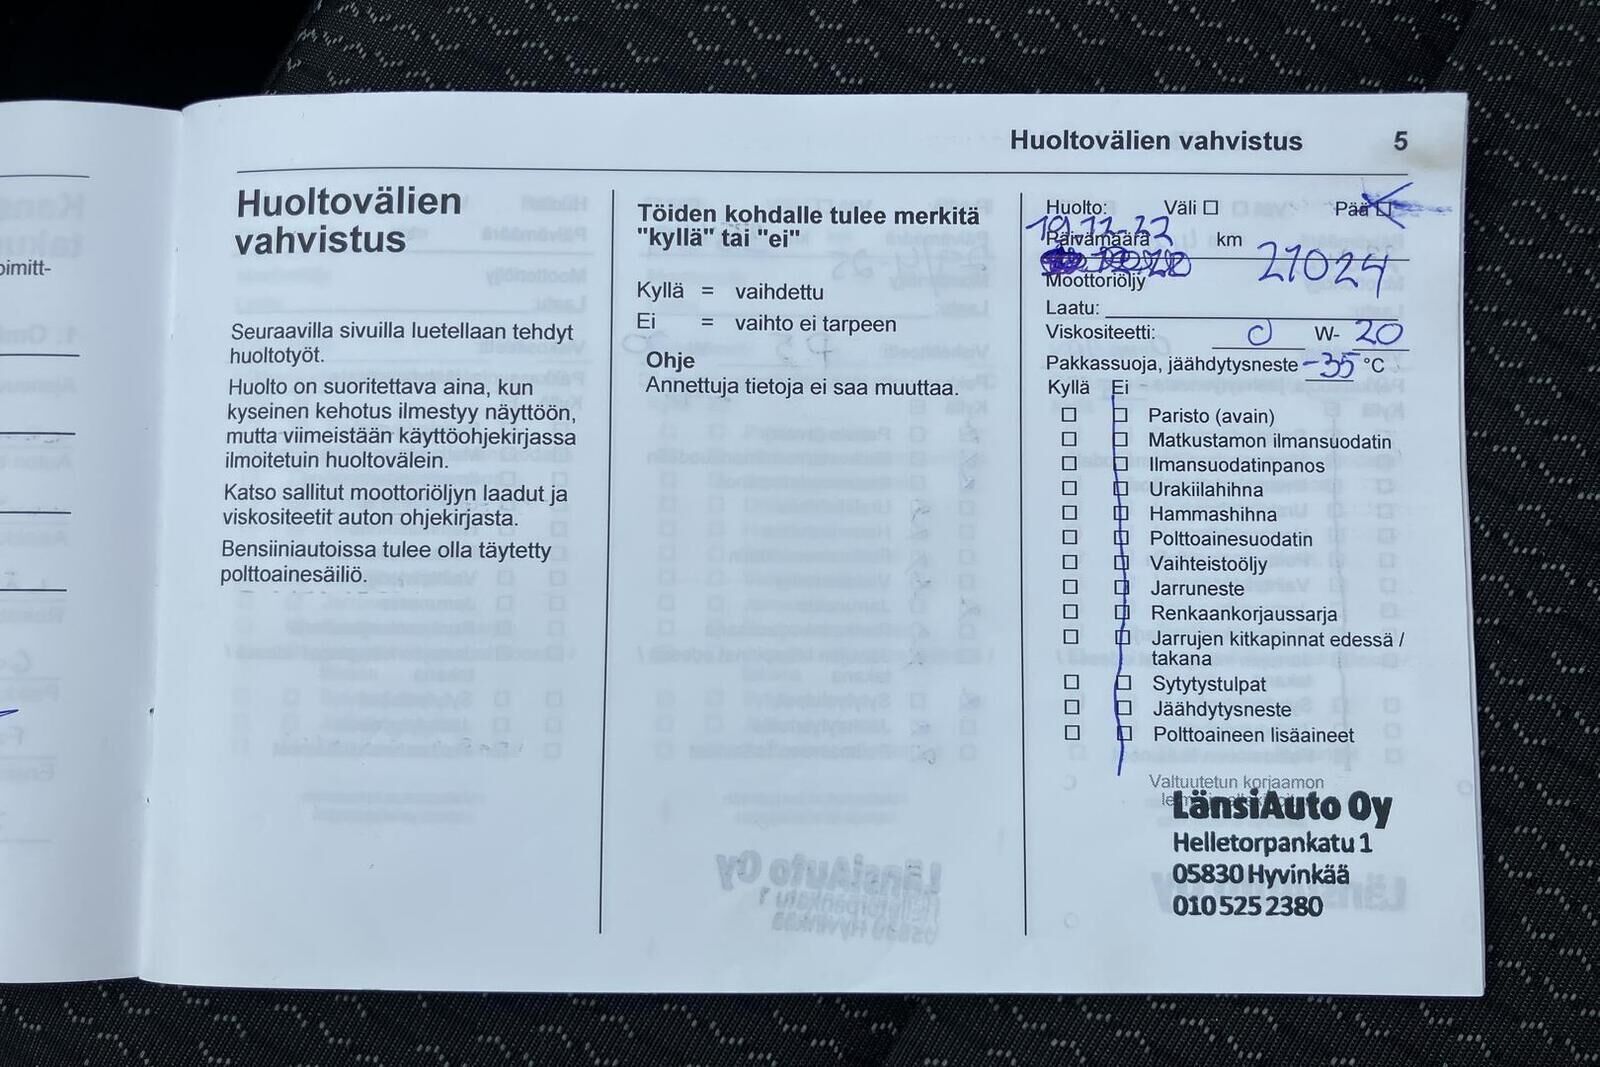 Huoltovälien vahvistus 5
Huoltovälien
vahvistus
Seuraavilla sivuilla luetellaan tehdyt
huoltotyöt.
Huolto on suoritettava aina, kun
kyseinen kehotus ilmestyy näyttöön,
mutta viimeistään käyttöohjekirjassa
ilmoitetuin huoltovälein.
Katso sallitut moottoriöljyn laadut ja
viskositeetit auton ohjekirjasta.
Bensiiniautoissa tulee olla täytetty
polttoainesäiliö.
Töiden kohdalle tulee merkitä
"kyllä" tai "ei"
Kyllä = vaihdettu
Ei = vaihto ei tarpeen
Ohje
Annettuja tietoja ei saa muuttaa.
Huolto: Väli Pää
19.12.22
Päivämäärä km
21024
Moottoriöljy
Laatu:
Viskositeetti: 0 W- 20
Pakkassuoja, jäähdytysneste -35 °C
Kyllä Ei
Paristo (avain)
Matkustamon ilmansuodatin
Ilmansuodatinpanos
Urakiilahihna
Hammashihna
Polttoainesuodatin
Vaihteistoöljy
Jarruneste
Renkaankorjaussarja
Jarrujen kitkapinnat edessä /
takana
Sytytystulpat
Jäähdytysneste
Polttoaineen lisäaineet
Valtuutetun korjaamon
LänsiAuto Oy
Helletorpankatu 1
05830 Hyvinkää
010 525 2380